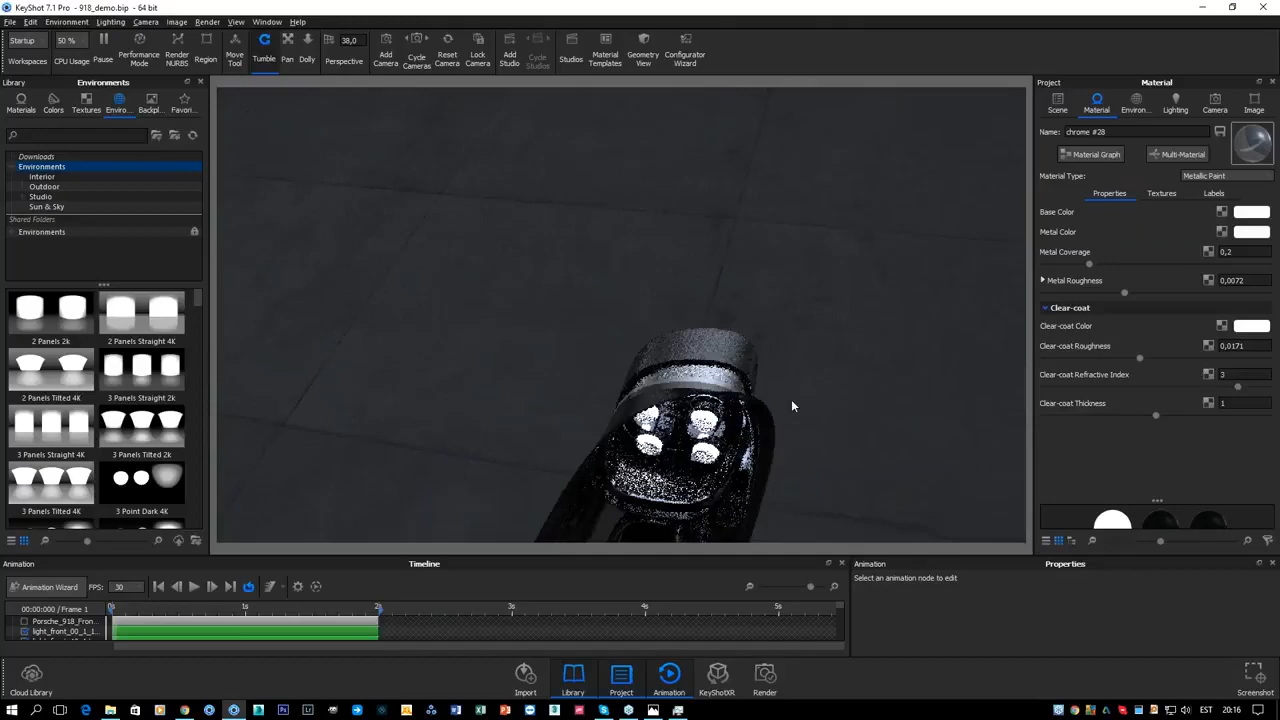 KeyShot 7.1 Pro - 918_demo.bip - 64 bit
File Edit Environment Lighting Camera Image Render View Window Help
Startup 50 % 38,0
Workspaces CPU Usage Pause Performance Mode Render NURBS Region Move Tool Tumble Pan Dolly Perspective Add Camera Cycle Cameras Reset Camera Lock Camera Add Studio Cycle Studios Studios Material Templates Geometry View Configurator Wizard
Library Environments
Materials Colors Textures Enviro... Backpl... Favori...
Downloads
Environments
Interior
Outdoor
Studio
Sun & Sky
Shared Folders
Environments
2 Panels 2k 2 Panels Straight 4K
2 Panels Tilted 4K 3 Panels Straight 2k
3 Panels Straight 4K 3 Panels Tilted 2k
3 Panels Tilted 4K 3 Point Dark 4K
Project Material
Scene Material Environ... Lighting Camera Image
Name: chrome #28
Material Graph Multi-Material
Material Type: Metallic Paint
Properties Textures Labels
Base Color
Metal Color
Metal Coverage 0,2
Metal Roughness 0,0072
Clear-coat
Clear-coat Color
Clear-coat Roughness 0,0171
Clear-coat Refractive Index 3
Clear-coat Thickness 1
Animation Timeline
Animation Wizard FPS: 30
00:00:000 / Frame 1 0s 1s 2s 3s 4s 5s
Porsche_918_Fron...
light_front_00_1_1...
Animation Properties
Select an animation node to edit
Cloud Library Import Library Project Animation KeyShotXR Render Screenshot
EST 20:16